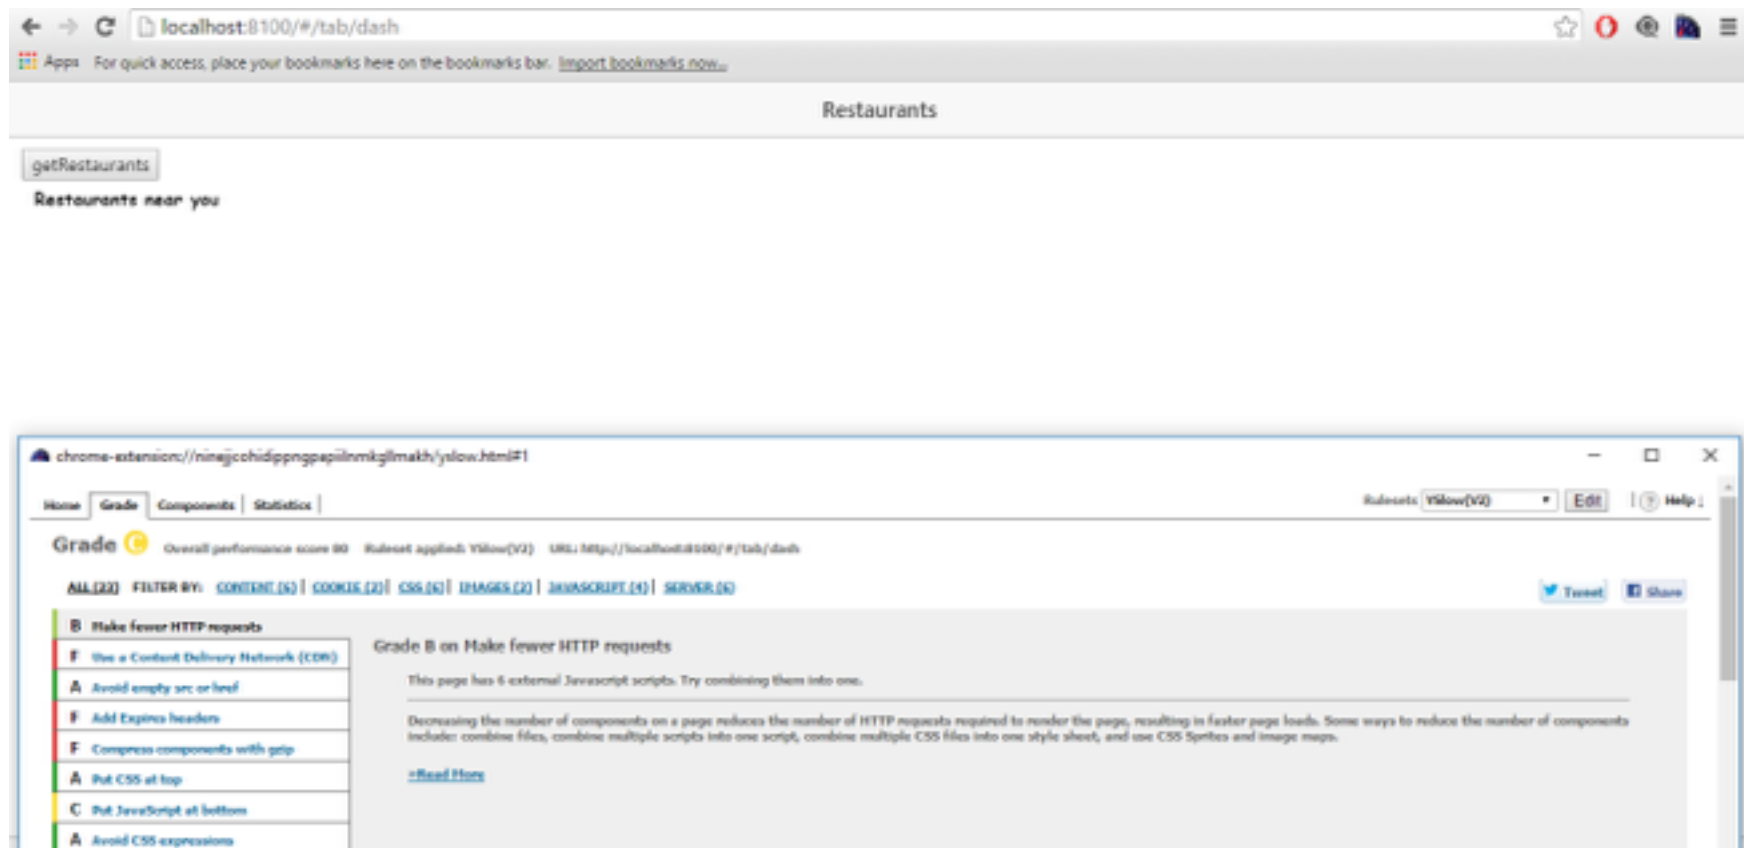 localhost:8100/#/tab/dash
Apps For quick access, place your bookmarks here on the bookmarks bar. Import bookmarks now...
Restaurants
getRestaurants
Restaurants near you
yslow.html#1
Home Grade Components Statistics
Rulesets YSlow(V2) Edit Help
Grade C Overall performance score 80 Ruleset applied: YSlow(V2) URL: http://localhost:8100/#/tab/dash
ALL (22) FILTER BY: CONTENT (6) COOKIE (2) CSS (6) IMAGES (2) JAVASCRIPT (4) SERVER (6)
Tweet Share
B Make fewer HTTP requests
F Use a Content Delivery Network (CDN)
A Avoid empty src or href
F Add Expires headers
F Compress components with gzip
A Put CSS at top
C Put JavaScript at bottom
A Avoid CSS expressions
Grade B on Make fewer HTTP requests
This page has 6 external Javascript scripts. Try combining them into one.
Decreasing the number of components on a page reduces the number of HTTP requests required to render the page, resulting in faster page loads. Some ways to reduce the number of components
include: combine files, combine multiple scripts into one script, combine multiple CSS files into one style sheet, and use CSS Sprites and image maps.
»Read More